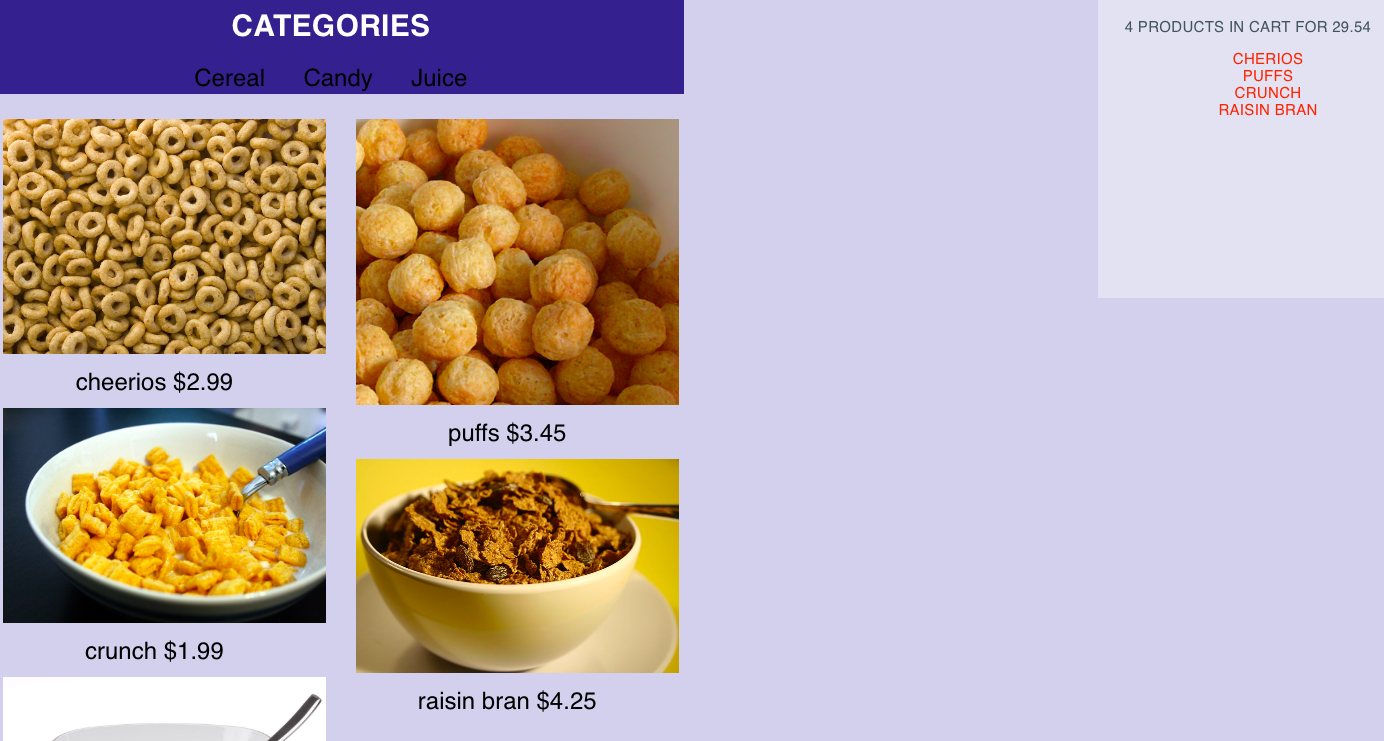 CATEGORIES
Cereal Candy Juice
4 PRODUCTS IN CART FOR 29.54
CHERIOS
PUFFS
CRUNCH
RAISIN BRAN
cheerios $2.99
puffs $3.45
crunch $1.99
raisin bran $4.25